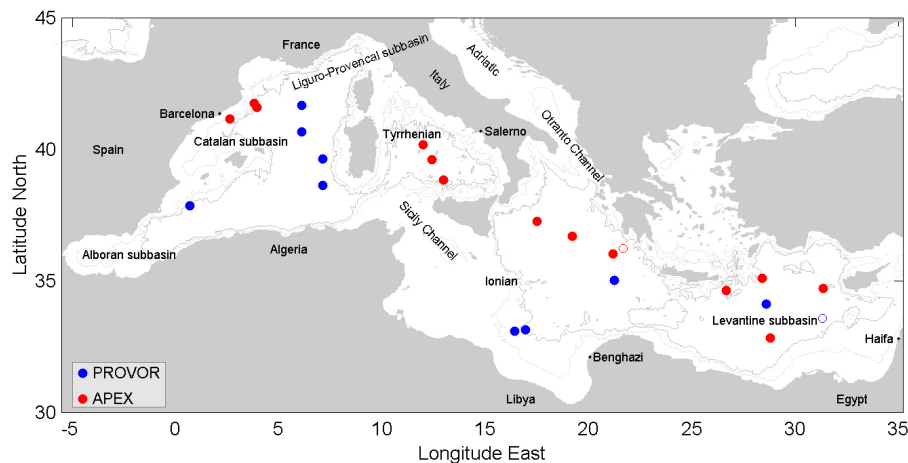 45
France
Adriatic
Liguro-Provencal subbasin
Italy
Barcelona
Otranto Channel
Salerno
Tyrrhenian
Catalan subbasin
40
Spain
Latitude North
Sicily Channel
Alboran subbasin
Algeria
35
Ionian
Levantine subbasin
Haifa
Benghazi
PROVOR
APEX
Libya
Egypt
30
-5 0 5 10 15 20 25 30 35
Longitude East